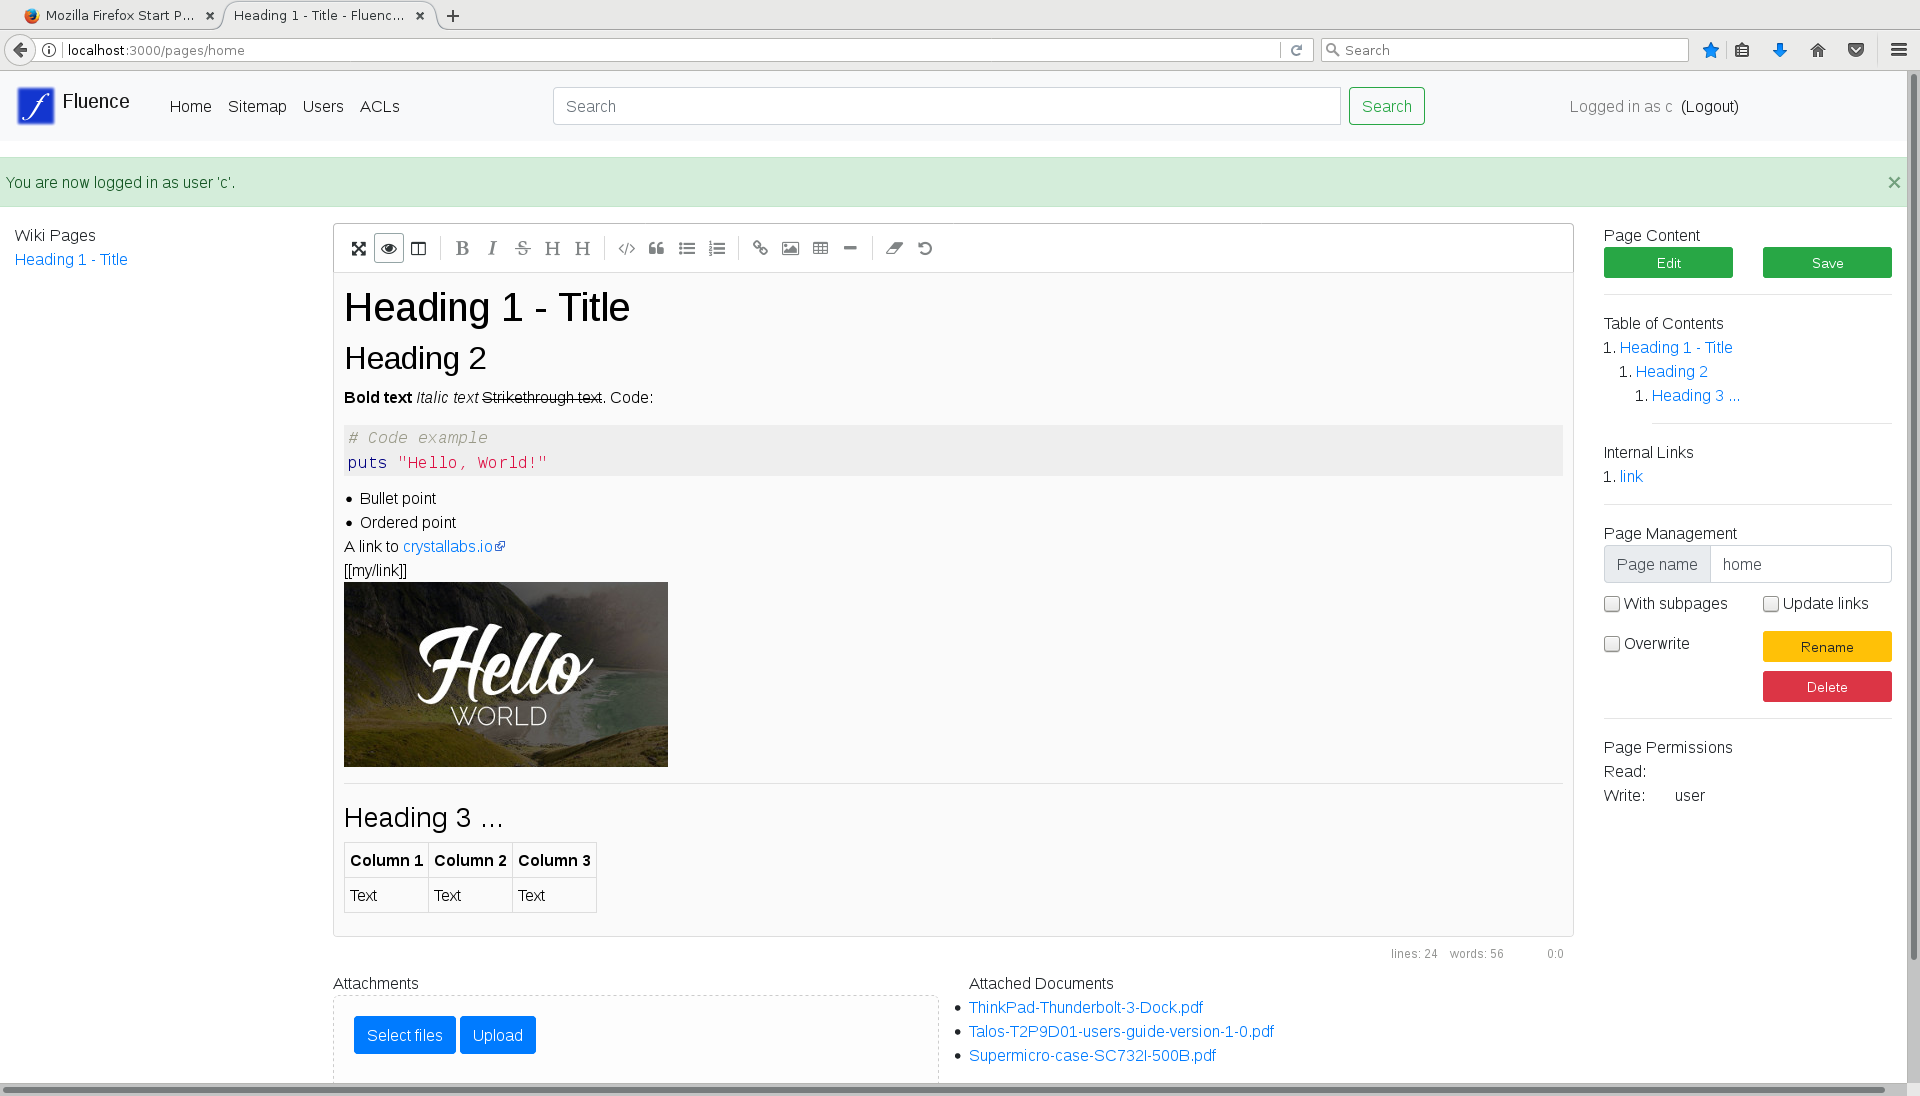 Mozilla Firefox Start P...
Heading 1 - Title - Fluenc...
localhost:3000/pages/home
Search
f
Fluence
Home
Sitemap
Users
ACLs
Search
Search
Logged in as c
(Logout)
You are now logged in as user 'c'.
Wiki Pages
Heading 1 - Title
B I S H H
Heading 1 - Title
Heading 2
Bold text Italic text Strikethrough text. Code:
# Code example
puts "Hello, World!"
• Bullet point
• Ordered point
A link to crystallabs.io
[[my/link]]
Hello
WORLD
Heading 3 ...
Column 1 Column 2 Column 3
Text Text Text
lines: 24 words: 56 0:0
Attachments
Select files
Upload
Attached Documents
• ThinkPad-Thunderbolt-3-Dock.pdf
• Talos-T2P9D01-users-guide-version-1-0.pdf
• Supermicro-case-SC732I-500B.pdf
Page Content
Edit
Save
Table of Contents
1. Heading 1 - Title
1. Heading 2
1. Heading 3 ...
Internal Links
1. link
Page Management
Page name home
With subpages
Update links
Overwrite
Rename
Delete
Page Permissions
Read:
Write: user